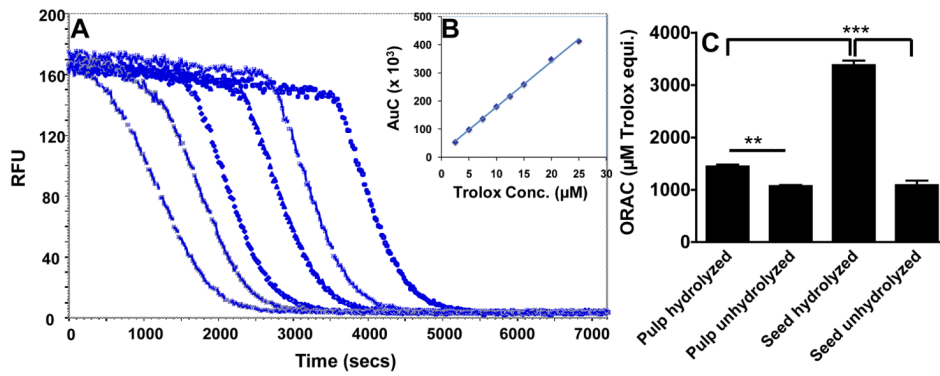 A
RFU
200
160
120
80
40
0
0 1000 2000 3000 4000 5000 6000 7000
Time (secs)
B
AuC (x 10³)
500
400
300
200
100
0
0 5 10 15 20 25 30
Trolox Conc. (µM)
C
ORAC (µM Trolox equi.)
4000
3000
2000
1000
0
***
**
Pulp hydrolyzed
Pulp unhydrolyzed
Seed hydrolyzed
Seed unhydrolyzed